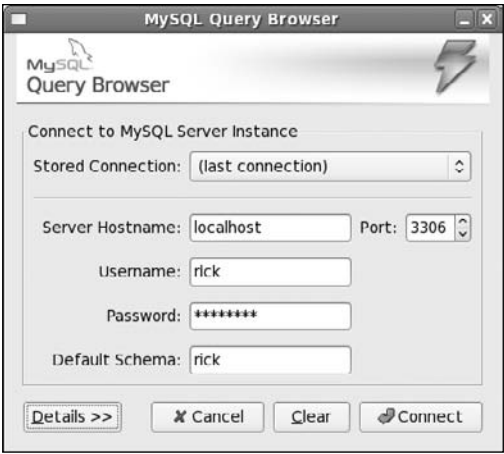 MySQL Query Browser
MySQL
Query Browser
Connect to MySQL Server Instance
Stored Connection: (last connection)
Server Hostname: localhost Port: 3306
Username: rick
Password: ********
Default Schema: rick
Details >> Cancel Clear Connect